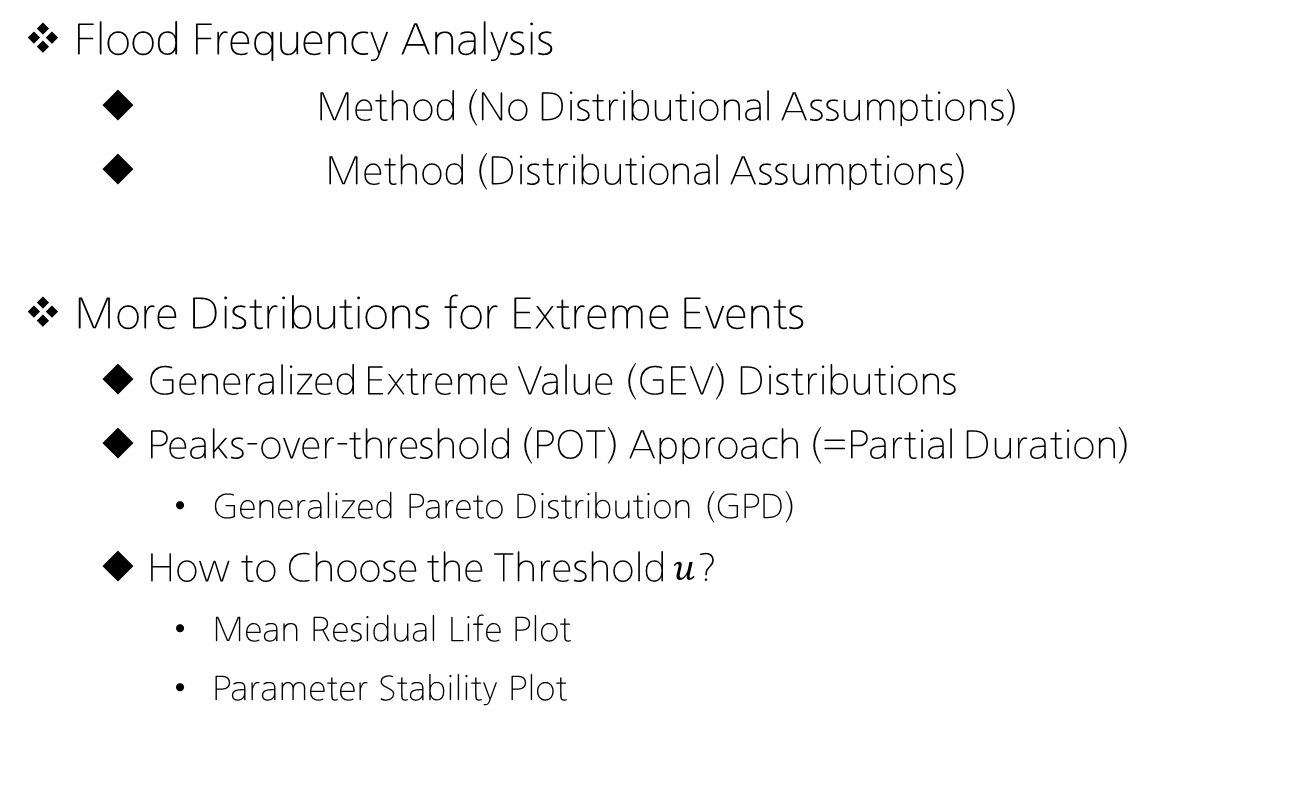 ❖ Flood Frequency Analysis
◆ Method (No Distributional Assumptions)
◆ Method (Distributional Assumptions)
❖ More Distributions for Extreme Events
◆ Generalized Extreme Value (GEV) Distributions
◆ Peaks-over-threshold (POT) Approach (=Partial Duration)
• Generalized Pareto Distribution (GPD)
◆ How to Choose the Threshold u?
• Mean Residual Life Plot
• Parameter Stability Plot